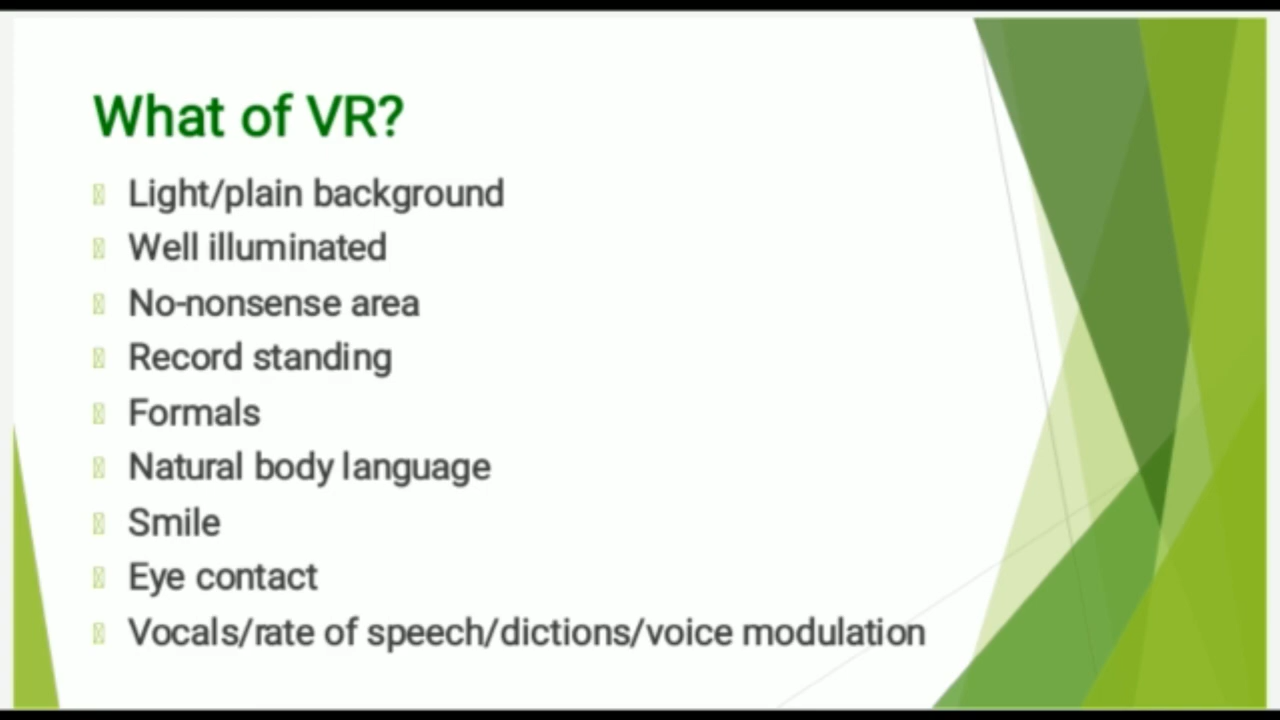 What of VR?
Light/plain background
Well illuminated
No-nonsense area
Record standing
Formals
Natural body language
Smile
Eye contact
Vocals/rate of speech/dictions/voice modulation